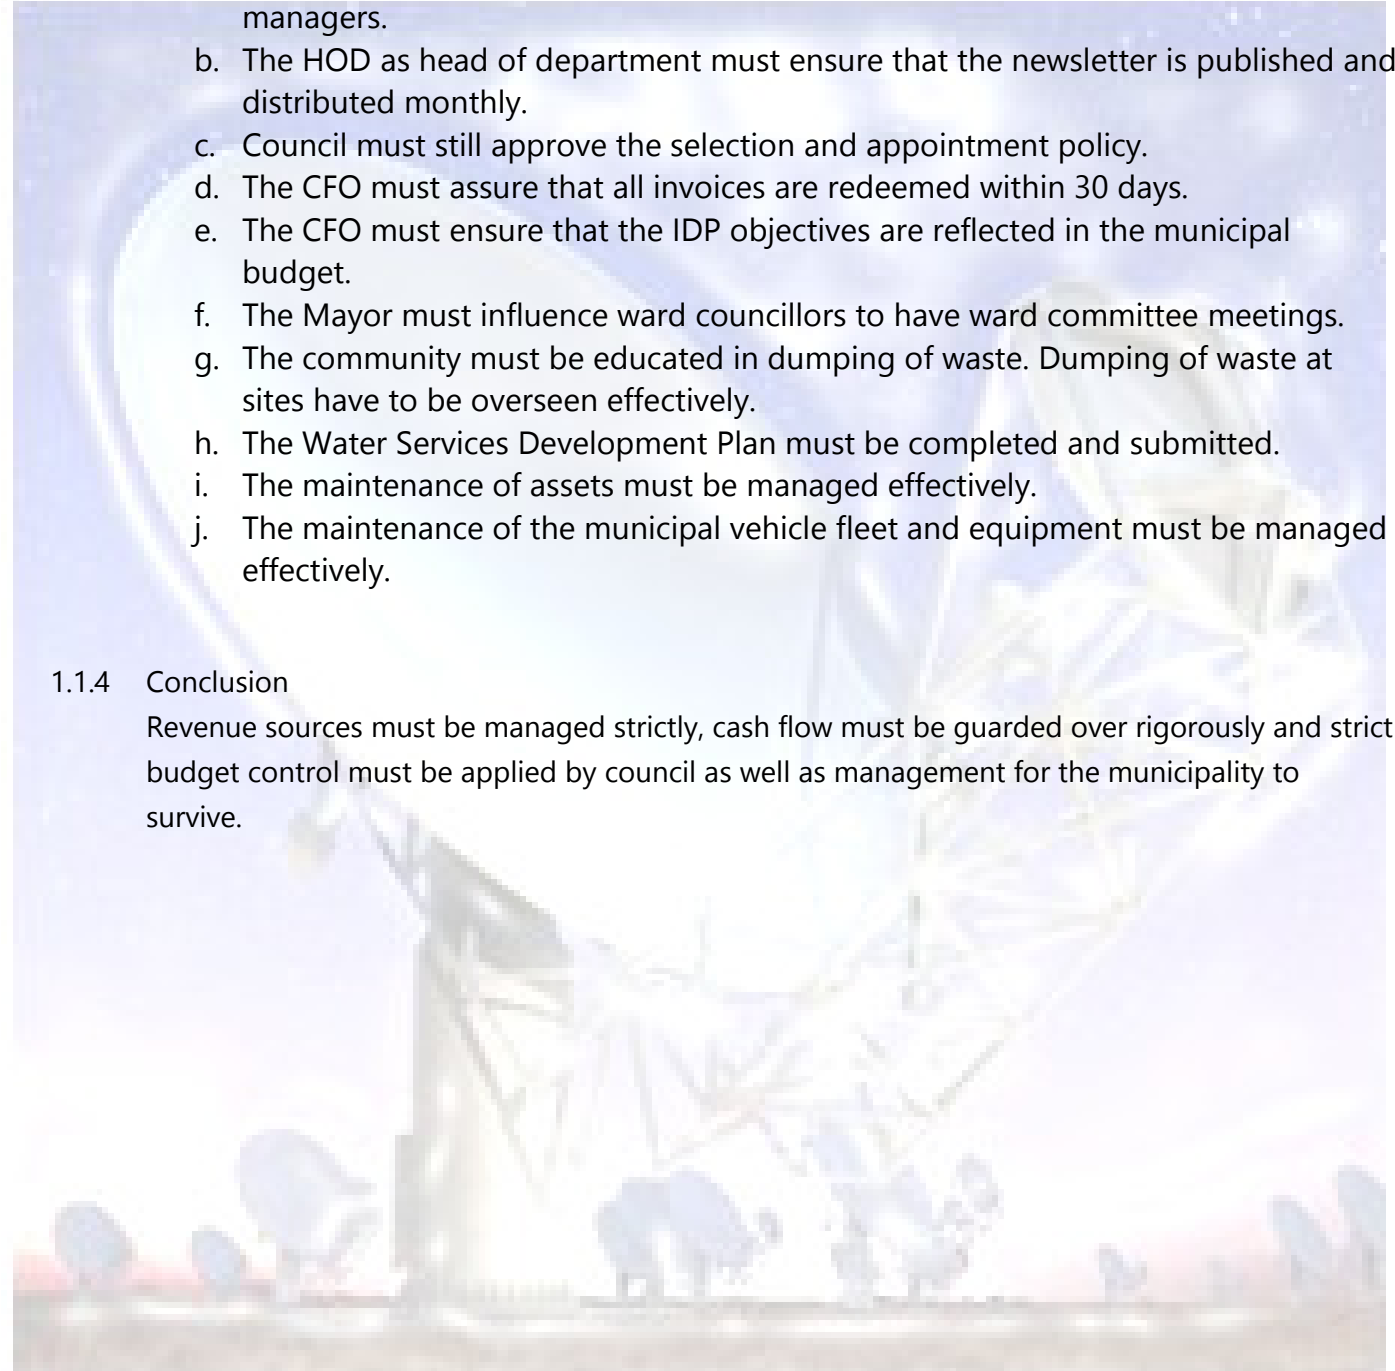 managers.
b. The HOD as head of department must ensure that the newsletter is published and
distributed monthly.
c. Council must still approve the selection and appointment policy.
d. The CFO must assure that all invoices are redeemed within 30 days.
e. The CFO must ensure that the IDP objectives are reflected in the municipal
budget.
f. The Mayor must influence ward councillors to have ward committee meetings.
g. The community must be educated in dumping of waste. Dumping of waste at
sites have to be overseen effectively.
h. The Water Services Development Plan must be completed and submitted.
i. The maintenance of assets must be managed effectively.
j. The maintenance of the municipal vehicle fleet and equipment must be managed
effectively.
1.1.4 Conclusion
Revenue sources must be managed strictly, cash flow must be guarded over rigorously and strict
budget control must be applied by council as well as management for the municipality to
survive.